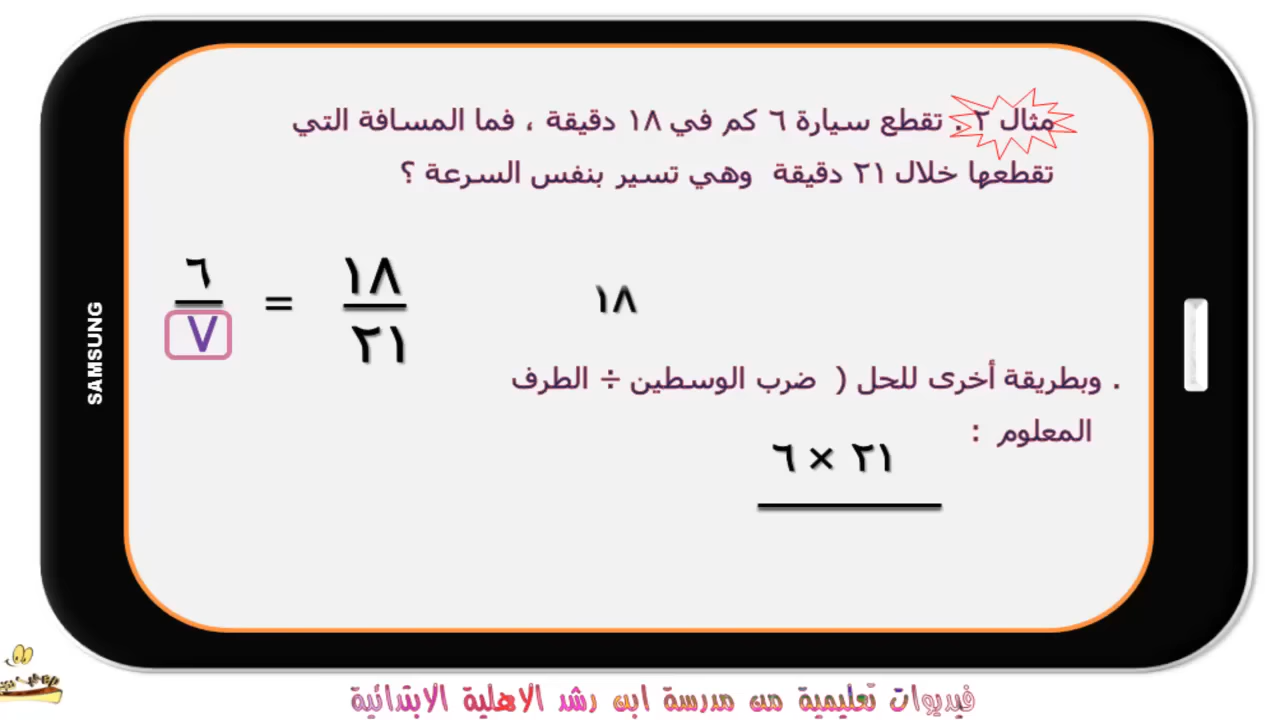 مثال ٢ . تقطع سيارة ٦ كم في ١٨ دقيقة ، فما المسافة التي
تقطعها خلال ٢١ دقيقة وهي تسير بنفس السرعة ؟
١٨
٢١
=
٦
٧
١٨
. وبطريقة أخرى للحل ( ضرب الوسطين ÷ الطرف
المعلوم :
٢١ × ٦
SAMSUNG
فيديوات تعليمية من مدرسة ابن رشد الاهلية الابتدائية